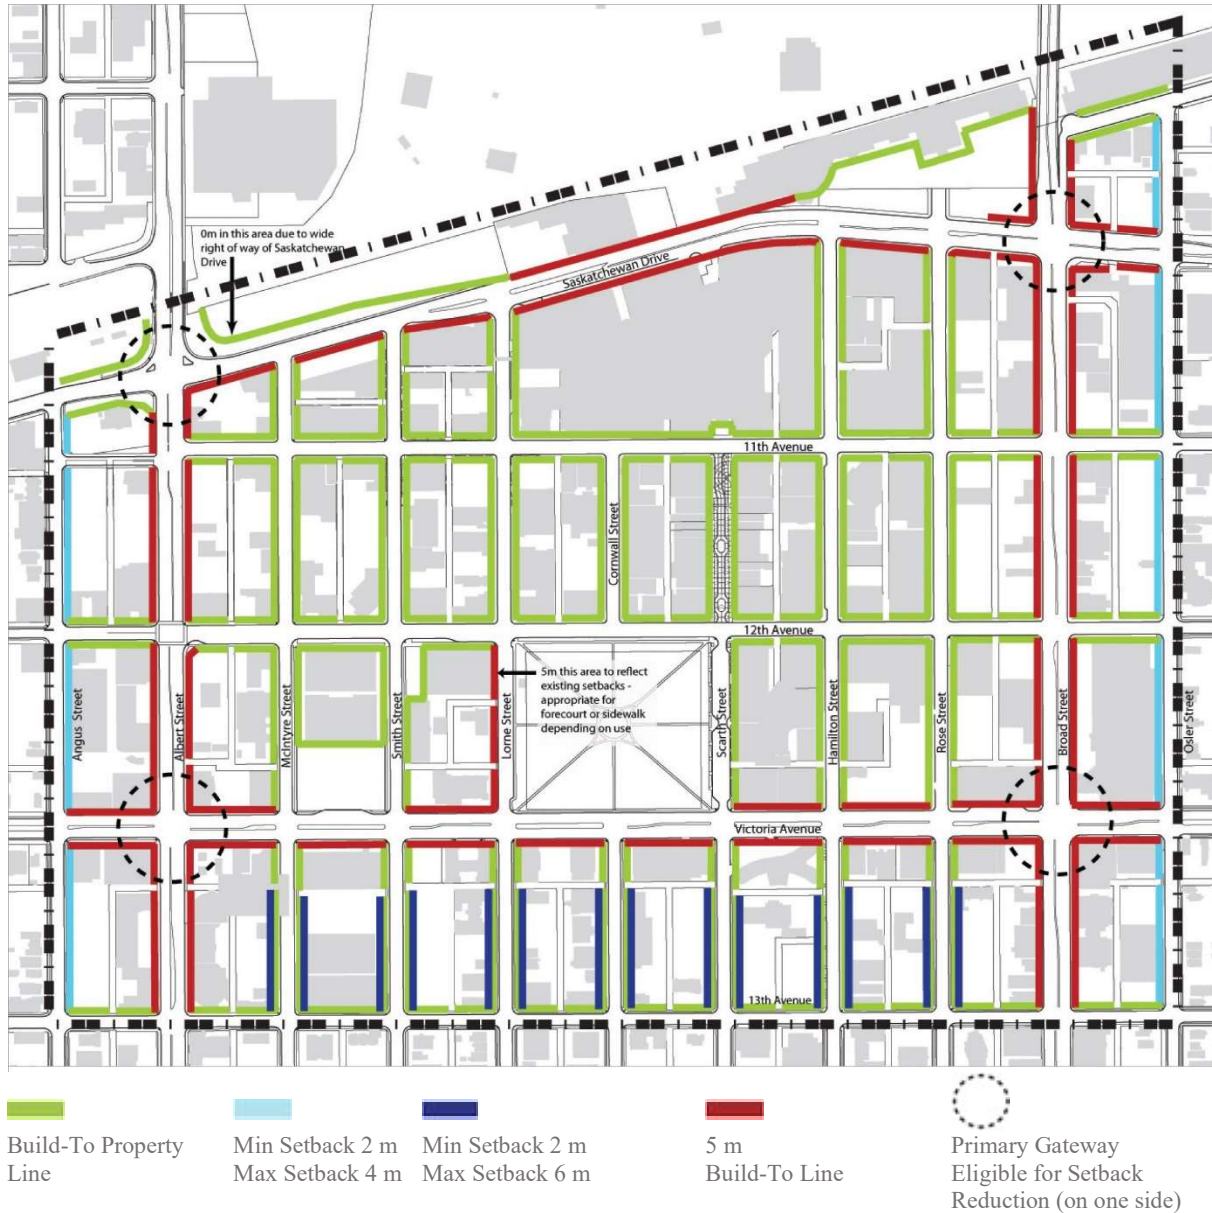 0m in this area due to wide
right of way of Saskatchewan
Drive
Saskatchewan Drive
11th Avenue
Cornwall Street
12th Avenue
5m this area to reflect
existing setbacks -
appropriate for
forecourt or sidewalk
depending on use
Angus Street
Albert Street
McIntyre Street
Smith Street
Lorne Street
Scarth Street
Hamilton Street
Rose Street
Broad Street
Osler Street
Victoria Avenue
13th Avenue
Build-To Property
Line
Min Setback 2 m
Max Setback 4 m
Min Setback 2 m
Max Setback 6 m
5 m
Build-To Line
Primary Gateway
Eligible for Setback
Reduction (on one side)